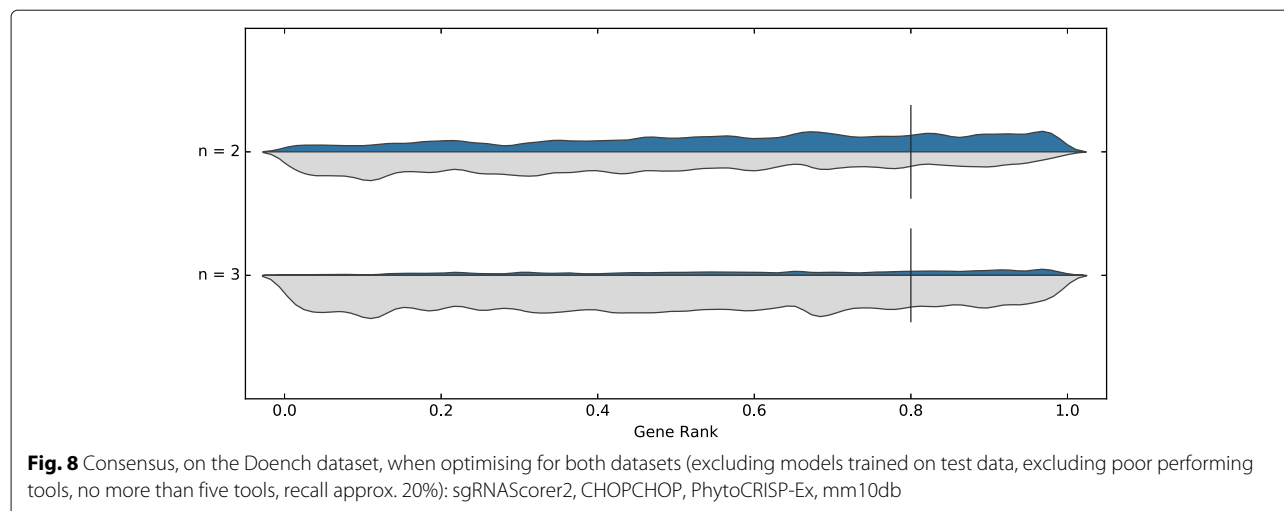 n = 2
n = 3
0.0 0.2 0.4 0.6 0.8 1.0
Gene Rank
Fig. 8 Consensus, on the Doench dataset, when optimising for both datasets (excluding models trained on test data, excluding poor performing
tools, no more than five tools, recall approx. 20%): sgRNAScorer2, CHOPCHOP, PhytoCRISP-Ex, mm10db